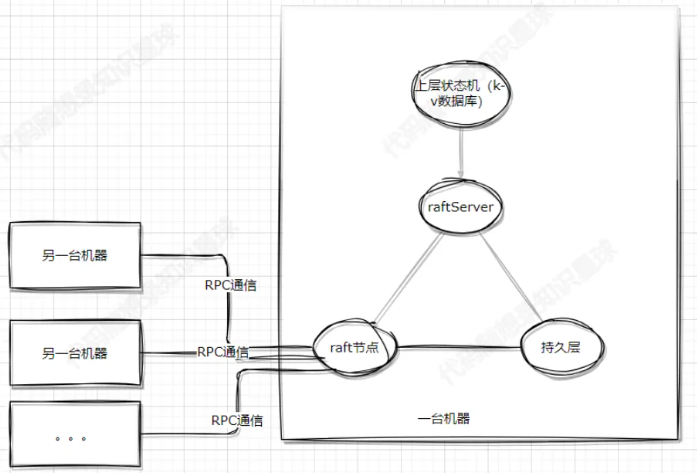 上层状态机（k-
v数据库）
raftServer
另一台机器
RPC通信
另一台机器
RPC通信
raft节点
持久层
。。。
RPC通信
一台机器
代码随想录知识星球
代码随想录知识星球
代码随想录知识星球
代码随想录知识星球